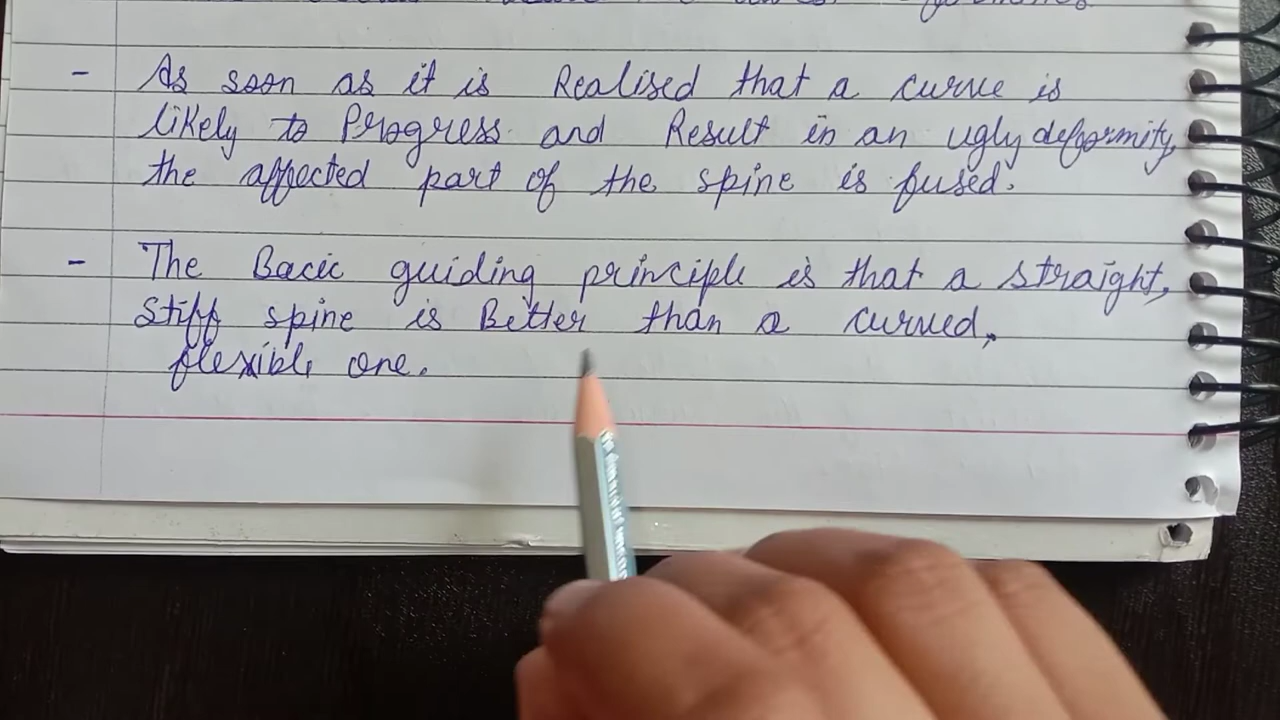 - As soon as it is Realised that a curve is
likely to Progress and Result in an ugly deformity,
the affected part of the spine is fused.
- The Bacic guiding principle is that a straight,
stiff spine is Better than a curved,
flexible one.